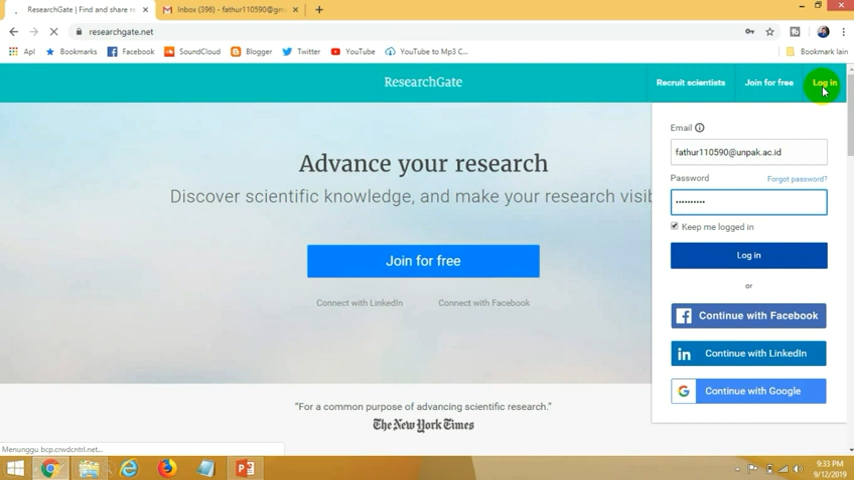 ResearchGate | Find and share re
Inbox (396) - fathur110590@gm
researchgate.net
Apl
Bookmarks
Facebook
SoundCloud
Blogger
Twitter
YouTube
YouTube to Mp3 C...
Bookmark lain
ResearchGate
Recruit scientists
Join for free
Log in
Advance your research
Discover scientific knowledge, and make your research visib
Join for free
Connect with LinkedIn
Connect with Facebook
Email
fathur110590@unpak.ac.id
Password
Forgot password?
Keep me logged in
Log in
or
Continue with Facebook
Continue with LinkedIn
Continue with Google
"For a common purpose of advancing scientific research."
The New York Times
Menunggu bcp.crwdcntrl.net...
9:33 PM
9/12/2019